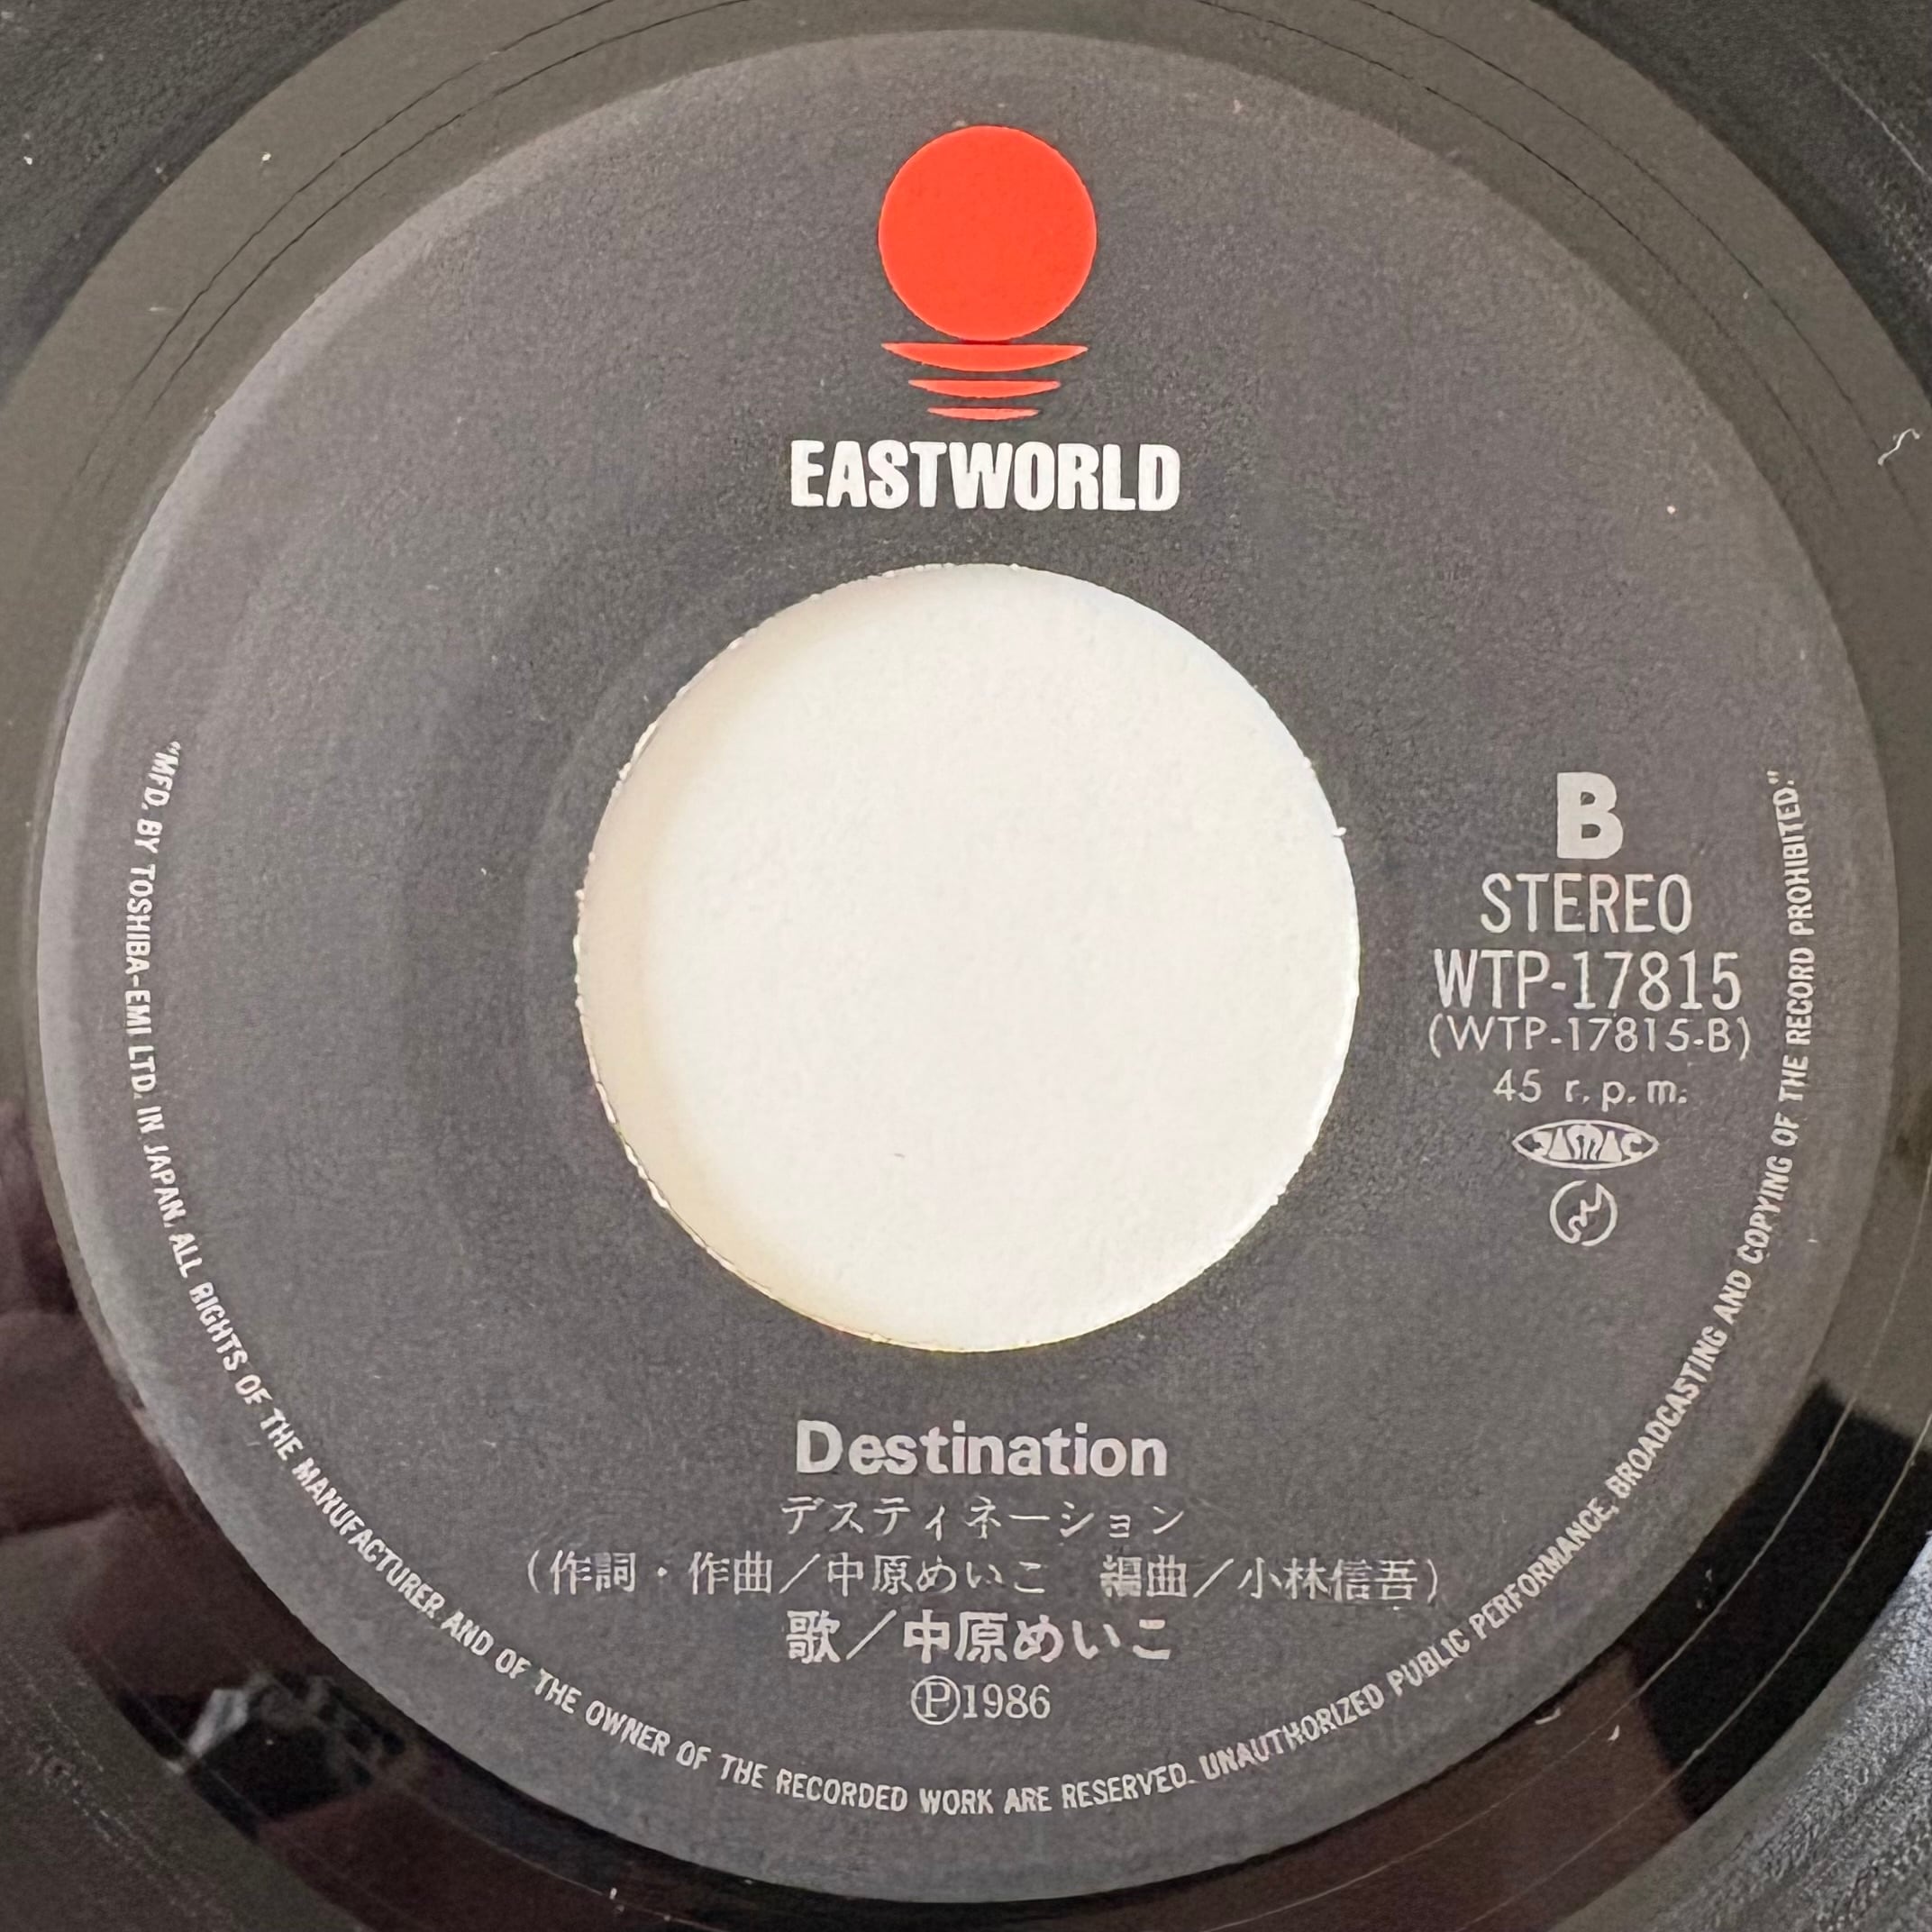 EASTWORLD
B
STEREO
WTP-17815
(WTP-17815-B)
45 r.p.m.
JASRAC
Destination
デスティネーション
(作詞・作曲/中原めいこ 編曲/小林信吾)
歌/中原めいこ
Ⓟ1986
"MFD. BY TOSHIBA-EMI LTD. IN JAPAN. ALL RIGHTS OF THE MANUFACTURER AND OF THE OWNER OF THE RECORDED WORK ARE RESERVED. UNAUTHORIZED PUBLIC PERFORMANCE, BROADCASTING AND COPYING OF THE RECORD PROHIBITED."